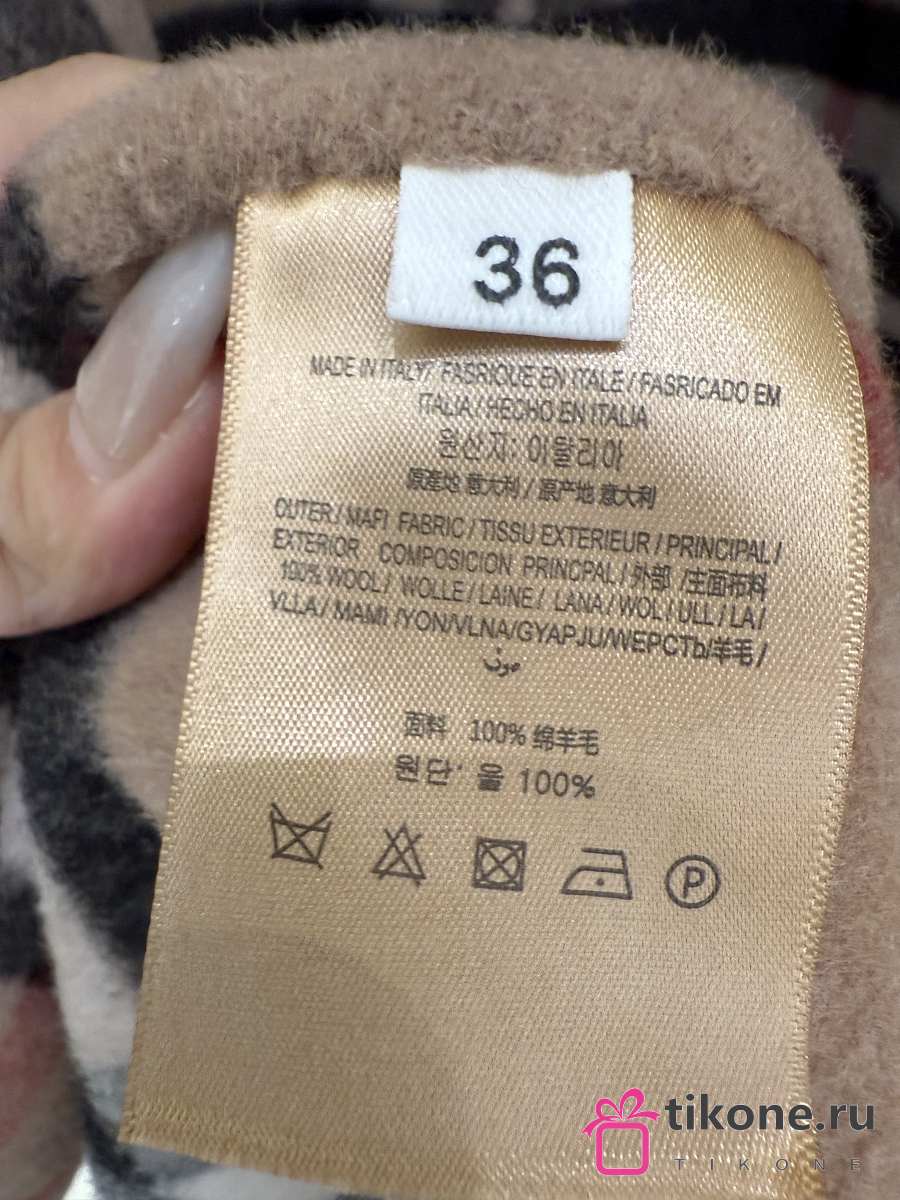 36
MADE IN ITALY/ FASRIQUE EN ITALE / FASRICADO EM
ITALIA / HECHO EN ITALIA
원산지: 이탈리아
原産地 意大利 / 原产地 意大利
OUTER / MAFI FABRIC / TISSU EXTERIEUR / PRINCIPAL /
EXTERIOR COMPOSICION PRINCPAL / 外部 /主面布料
100% WOOL / WOLLE / LAINE / LANA / WOL / ULL / LA /
VLLA / MAMI /YON/VLNA/GYAPJU/WEPCTb/羊毛 /
صوف
面料 100% 绵羊毛
원단· 울 100%
P
tikone.ru
TIKONE